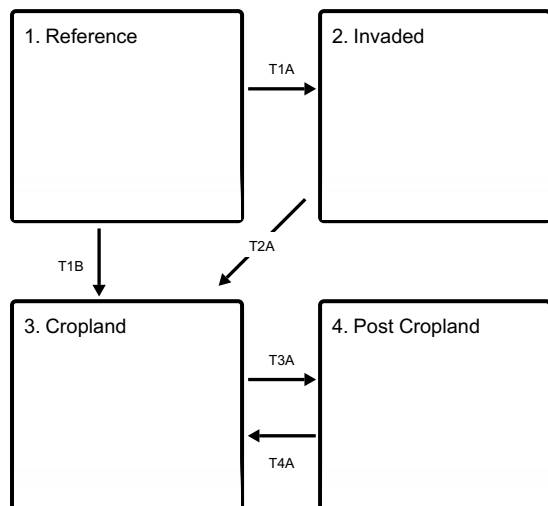 1. Reference
2. Invaded
T1A
T1B
T2A
3. Cropland
4. Post Cropland
T3A
T4A